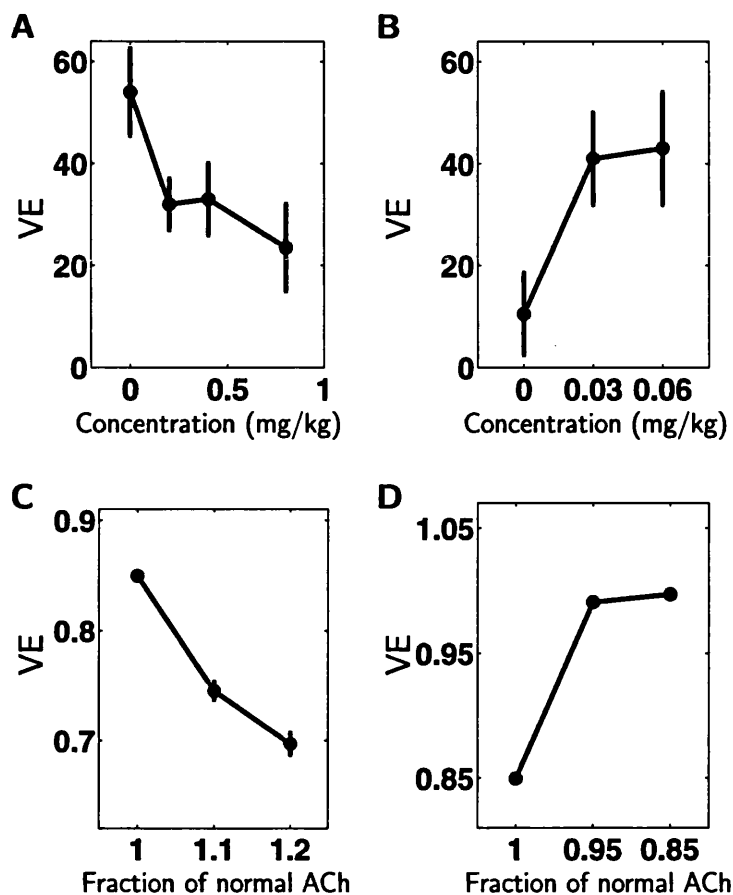 A
60
40
20
0
VE
0 0.5 1
Concentration (mg/kg)
B
60
40
20
0
VE
0 0.03 0.06
Concentration (mg/kg)
C
0.9
0.8
0.7
VE
1 1.1 1.2
Fraction of normal ACh
D
1.05
0.95
0.85
VE
1 0.95 0.85
Fraction of normal ACh